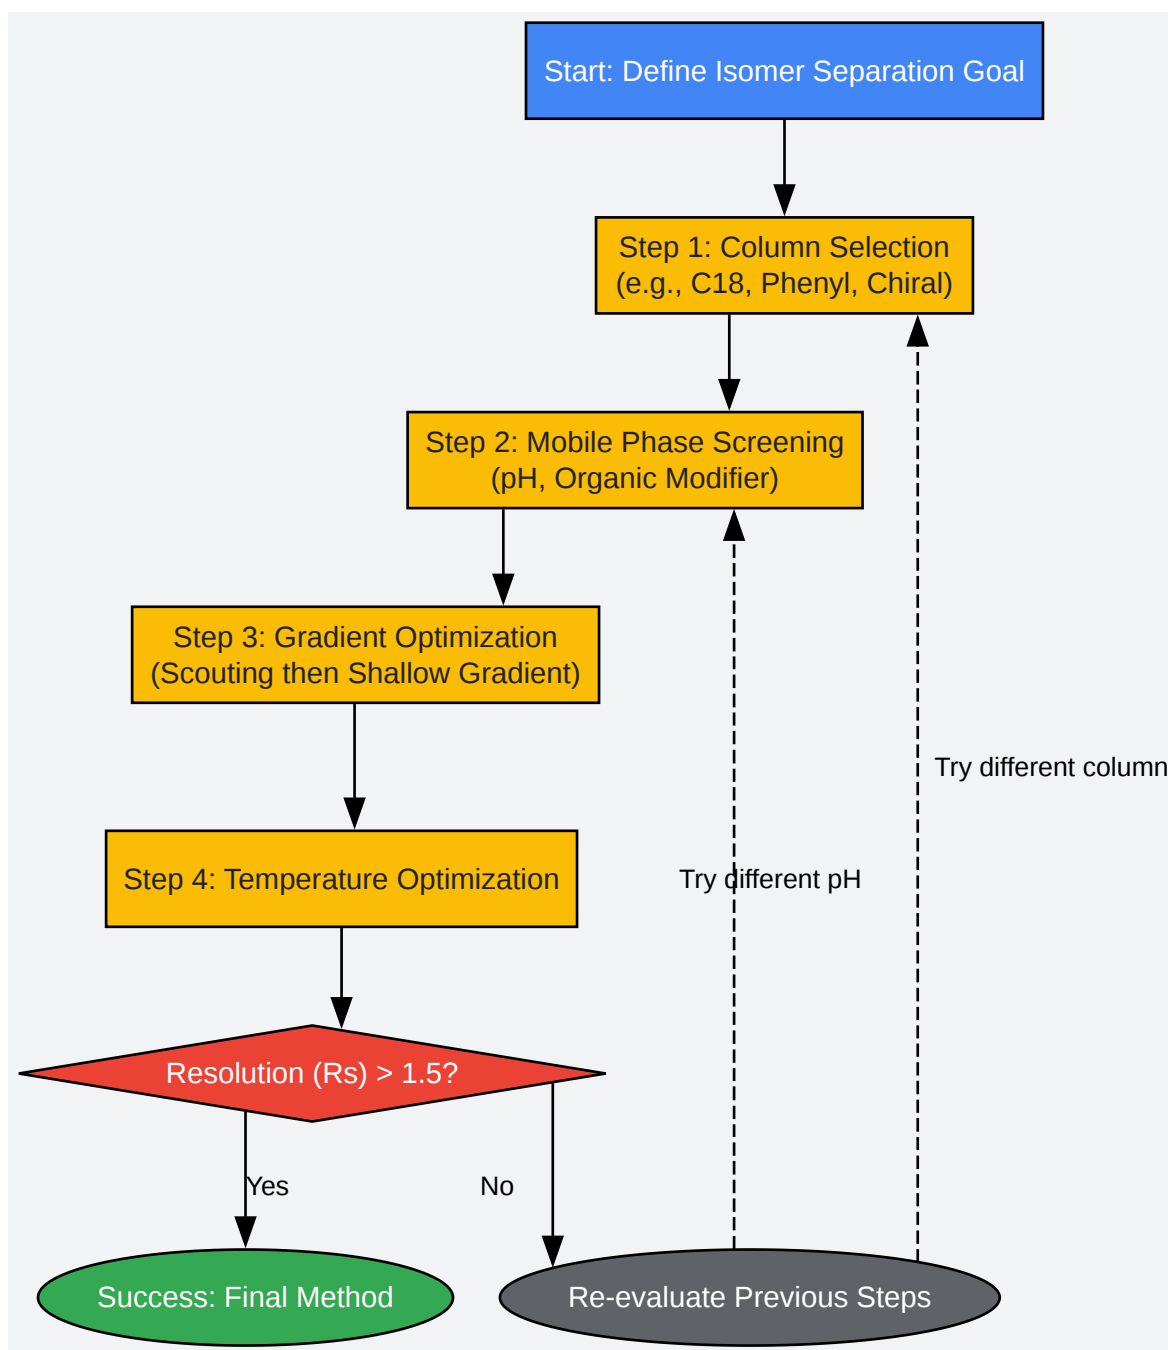 Start: Define Isomer Separation Goal
Step 1: Column Selection
(e.g., C18, Phenyl, Chiral)
Step 2: Mobile Phase Screening
(pH, Organic Modifier)
Step 3: Gradient Optimization
(Scouting then Shallow Gradient)
Try different column
Step 4: Temperature Optimization
Try different pH
Resolution (Rs) > 1.5?
Yes
No
Success: Final Method
Re-evaluate Previous Steps